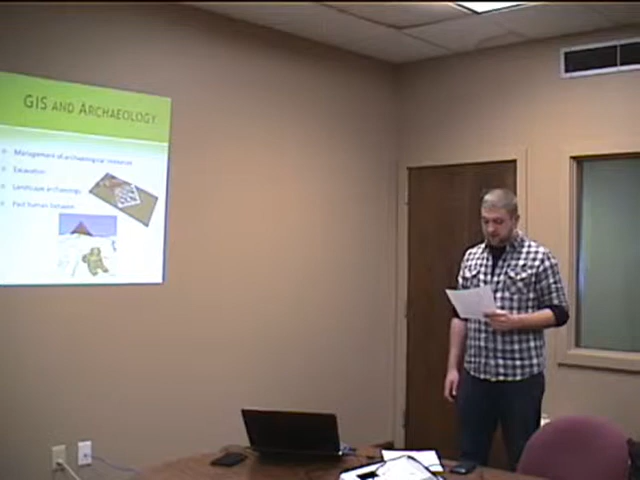 GIS AND ARCHAEOLOGY
Management of archaeological resources
Excavation
Landscape archaeology
Past human behavior